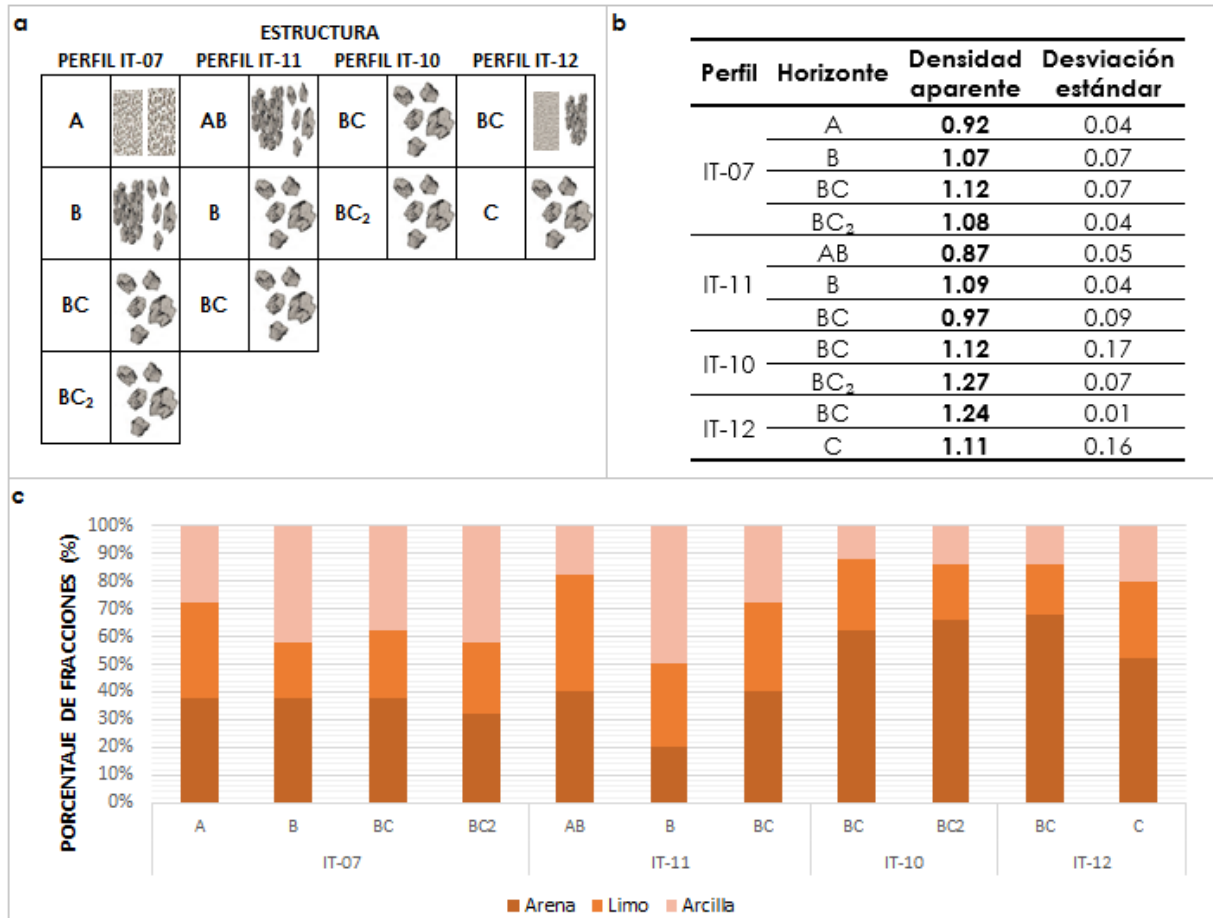 a
ESTRUCTURA
PERFIL IT-07 PERFIL IT-11 PERFIL IT-10 PERFIL IT-12
A AB BC BC
B B BC₂ C
BC BC
BC₂
b
Perfil Horizonte Densidad aparente Desviación estándar
IT-07 A 0.92 0.04
B 1.07 0.07
BC 1.12 0.07
BC₂ 1.08 0.04
IT-11 AB 0.87 0.05
B 1.09 0.04
BC 0.97 0.09
IT-10 BC 1.12 0.17
BC₂ 1.27 0.07
IT-12 BC 1.24 0.01
C 1.11 0.16
c
PORCENTAJE DE FRACCIONES (%)
100%
90%
80%
70%
60%
50%
40%
30%
20%
10%
0%
A B BC BC2 AB B BC BC BC2 BC C
IT-07 IT-11 IT-10 IT-12
Arena Limo Arcilla